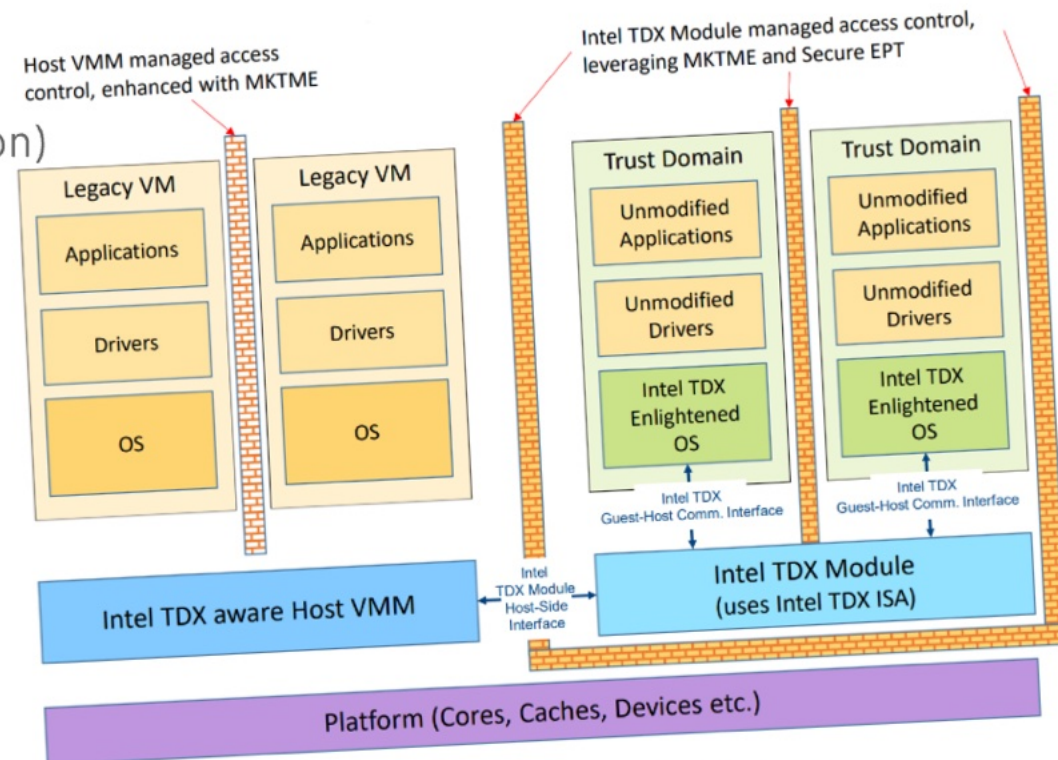 Host VMM managed access
control, enhanced with MKTME
Intel TDX Module managed access control,
leveraging MKTME and Secure EPT
on)
Legacy VM
Applications
Drivers
OS
Legacy VM
Applications
Drivers
OS
Trust Domain
Unmodified
Applications
Unmodified
Drivers
Intel TDX
Enlightened
OS
Trust Domain
Unmodified
Applications
Unmodified
Drivers
Intel TDX
Enlightened
OS
Intel TDX
Guest-Host Comm. Interface
Intel TDX
Guest-Host Comm. Interface
Intel TDX aware Host VMM
Intel
TDX Module
Host-Side
Interface
Intel TDX Module
(uses Intel TDX ISA)
Platform (Cores, Caches, Devices etc.)